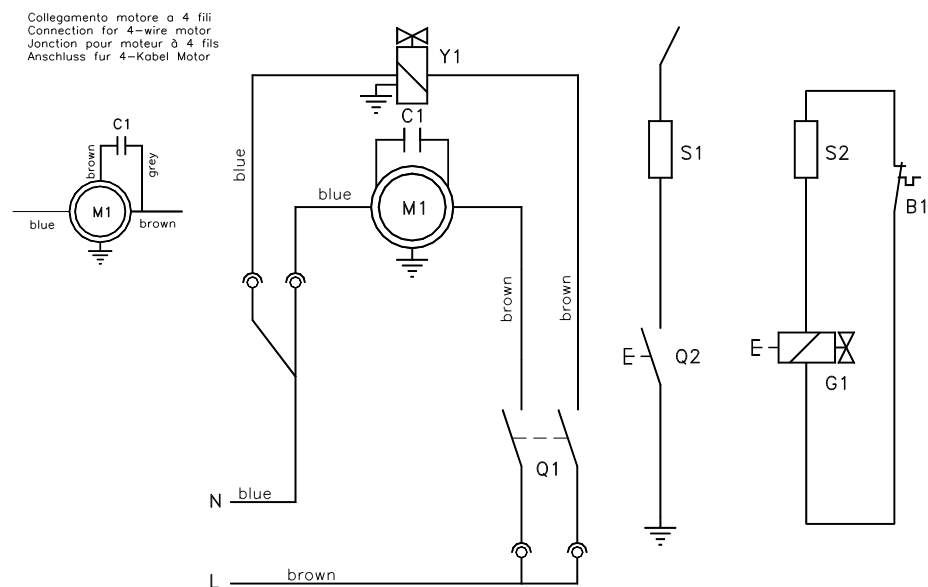 Collegamento motore a 4 fili
Connection for 4-wire motor
Jonction pour moteur à 4 fils
Anschluss fur 4-Kabel Motor
C1
brown
grey
M1
blue
brown
Y1
C1
blue
blue
M1
brown
brown
Q1
N blue
L brown
S1
E
Q2
S2
B1
E
G1